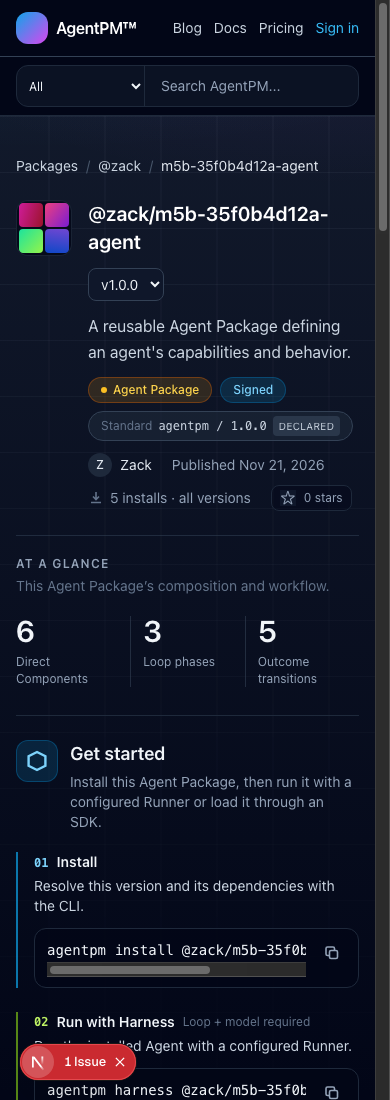 AgentPM™ Blog Docs Pricing Sign in
All Search AgentPM...
Packages / @zack / m5b-35f0b4d12a-agent
@zack/m5b-35f0b4d12a-
agent
v1.0.0
A reusable Agent Package defining
an agent's capabilities and behavior.
Agent Package Signed
Standard agentpm / 1.0.0 DECLARED
Z Zack Published Nov 21, 2026
5 installs · all versions 0 stars
AT A GLANCE
This Agent Package's composition and workflow.
6 3 5
Direct Loop phases Outcome
Components transitions
Get started
Install this Agent Package, then run it with a
configured Runner or load it through an
SDK.
01 Install
Resolve this version and its dependencies with
the CLI.
agentpm install @zack/m5b-35f0b
02 Run with Harness Loop + model required
installed Agent with a configured Runner.
N 1 Issue
agentpm harness @zack/m5b-35f0b